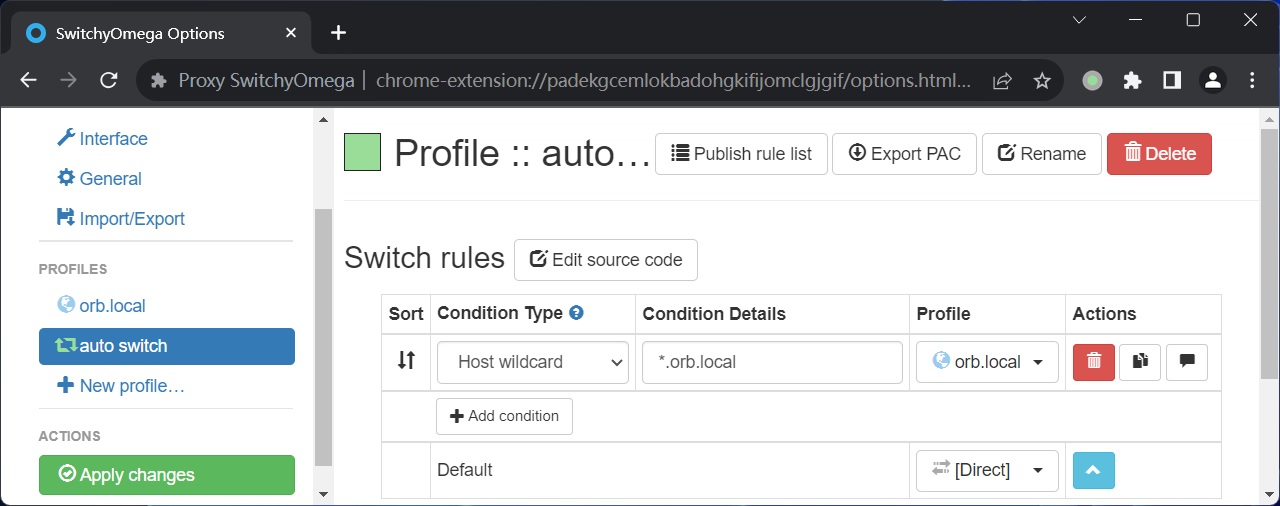 SwitchyOmega Options
Proxy SwitchyOmega | chrome-extension://padekgcemlokbadohgkifijomclgjgif/options.html...
Interface
General
Import/Export
PROFILES
orb.local
auto switch
New profile...
ACTIONS
Apply changes
Profile :: auto...
Publish rule list
Export PAC
Rename
Delete
Switch rules
Edit source code
Sort Condition Type Condition Details Profile Actions
Host wildcard *.orb.local orb.local
Add condition
Default [Direct]